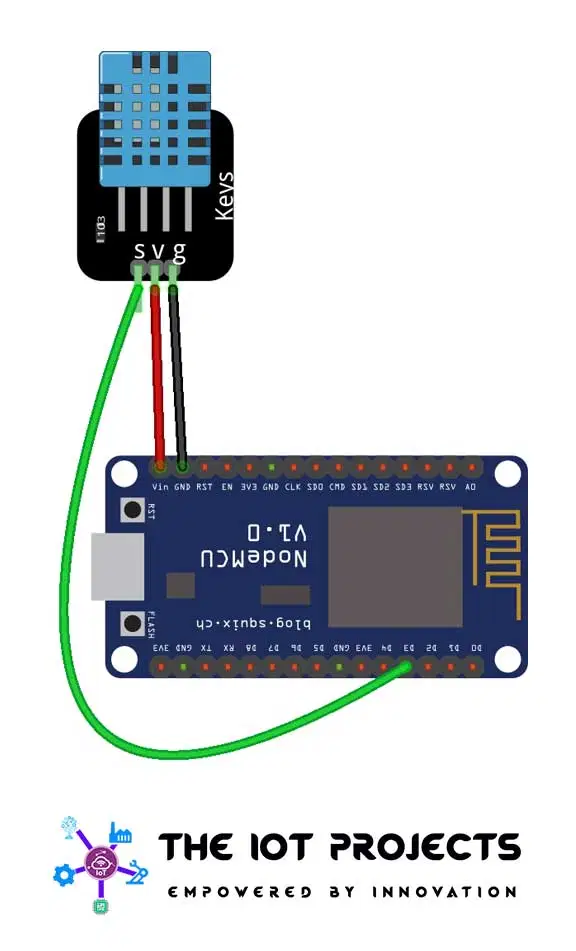 Keys
s v g
Vin GND RST EN 3V3 GND CLK SD0 CMD SD1 SD2 SD3 RSV RSV A0
RST
NodeMCU
V1.0
FLASH
blog.squix.ch
3V3 GND TX RX D8 D7 D6 D5 GND 3V3 D4 D3 D2 D1 D0
IoT
THE IOT PROJECTS
EMPOWERED BY INNOVATION